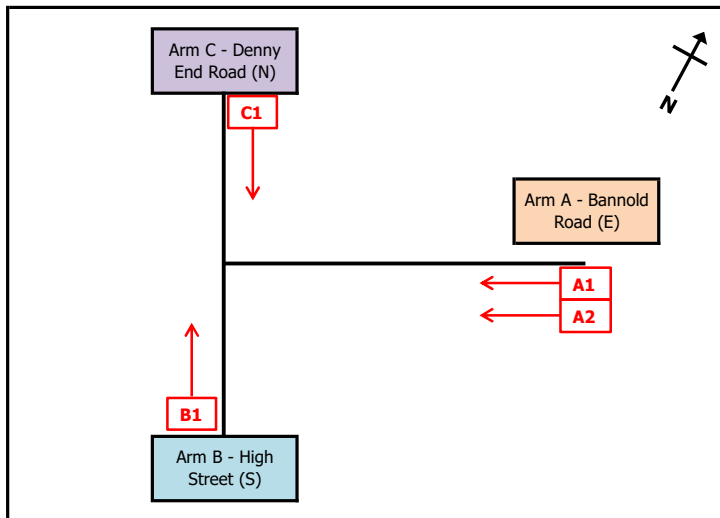 Arm C - Denny
End Road (N)
N
C1
Arm A - Bannold
Road (E)
A1
A2
B1
Arm B - High
Street (S)